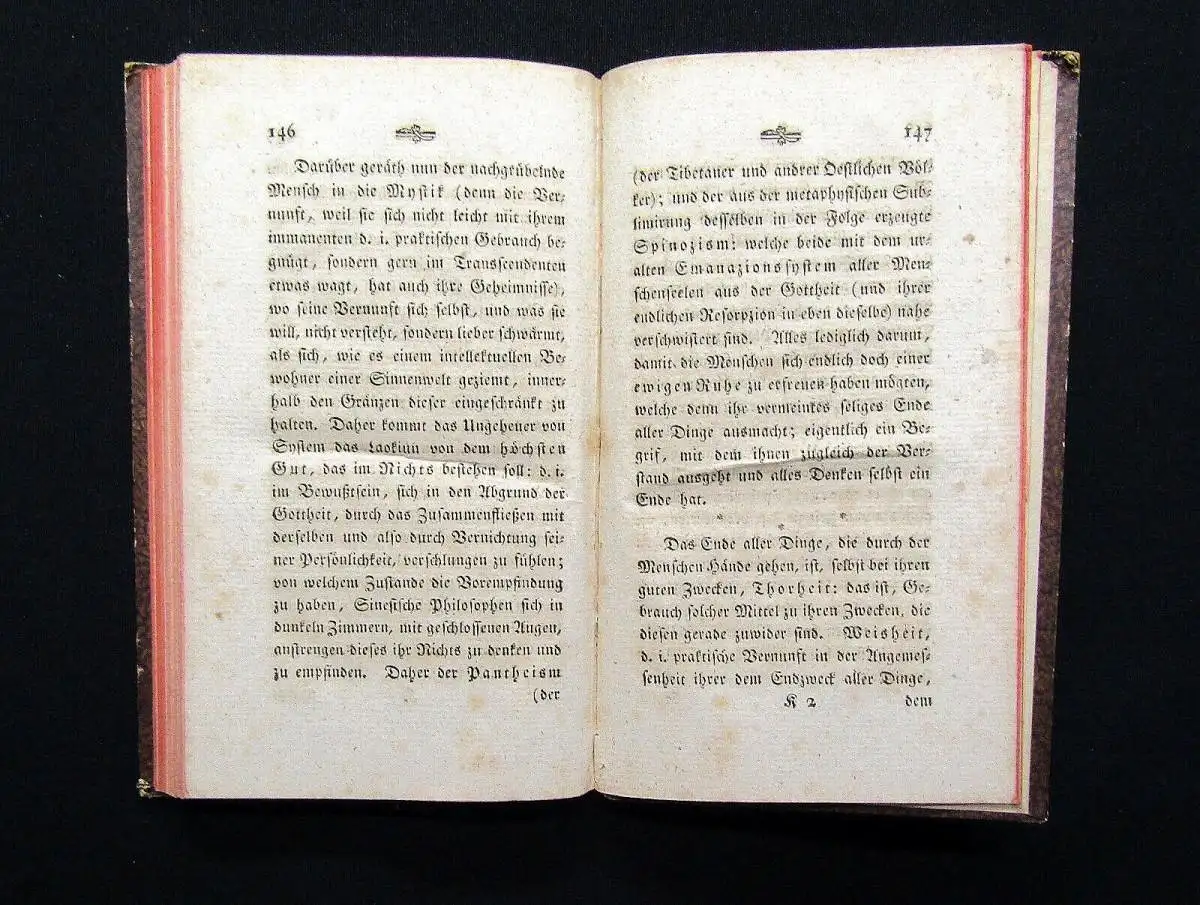 146
Darüber geräth nun der nachgrübelnde
Mensch in die Mystik (denn die Ver-
nunft, weil sie sich nicht leicht mit ihrem
immanenten d. i. praktischen Gebrauch be-
gnügt, sondern gern im Transscendenten
etwas wagt, hat auch ihre Geheimnisse),
wo seine Vernunft sich selbst, und was sie
will, nicht versteht, sondern lieber schwärmt,
als sich, wie es einem intellektuellen Be-
wohner einer Sinnenwelt geziemt, inner-
halb den Gränzen dieser eingeschränkt zu
halten. Daher kommt das Ungeheuer von
System des Laokiun von dem höchsten
Gut, das im Nichts bestehen soll: d. i.
im Bewußtsein, sich in den Abgrund der
Gottheit, durch das Zusammenfließen mit
derselben und also durch Vernichtung sei-
ner Persönlichkeit, verschlungen zu fühlen;
von welchem Zustande die Vorempfindung
zu haben, Sinesische Philosophen sich in
dunkeln Zimmern, mit geschlossenen Augen,
anstrengen dieses ihr Nichts zu denken und
zu empfinden. Daher der Pantheism
(der
147
(der Tibetaner und andrer Oestlichen Völ-
ker); und der aus der metaphysischen Sub-
limirung desselben in der Folge erzeugte
Spinozism: welche beide mit dem ur-
alten Emanazionssystem aller Men-
schenseelen aus der Gottheit (und ihrer
endlichen Resorpzion in eben dieselbe) nahe
verschwistert sind. Alles lediglich darum,
damit die Menschen sich endlich doch einer
ewigen Ruhe zu erfreuen haben mögten,
welche denn ihr vermeintes seliges Ende
aller Dinge ausmacht; eigentlich ein Be-
grif, mit dem ihnen zugleich der Ver-
stand ausgeht und alles Denken selbst ein
Ende hat.
* * *
Das Ende aller Dinge, die durch der
Menschen Hände gehen, ist, selbst bei ihren
guten Zwecken, Thorheit: das ist, Ge-
brauch solcher Mittel zu ihren Zwecken, die
diesen gerade zuwider sind. Weisheit,
d. i. praktische Vernunft in der Angemes-
senheit ihrer dem Endzweck aller Dinge,
K 2 dem